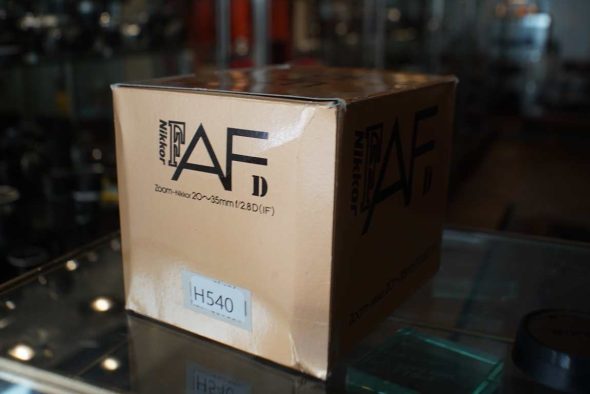 Nikkor
AF
D
Zoom-Nikkor 20~35mm f/2.8D(IF)
H540
Nikkor
AF
D